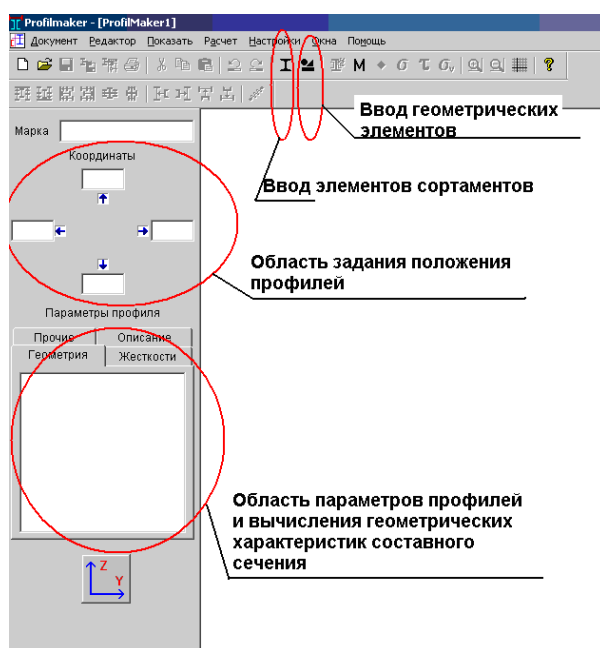 Profilmaker - [ProfilMaker1]
Документ Редактор Показать Расчет Настройки Окна Помощь
I M σ τ σv ?
Ввод геометрических
элементов
Марка
Координаты
Ввод элементов сортаментов
Область задания положения
профилей
Параметры профиля
Прочие Описание
Геометрия Жесткости
Область параметров профилей
и вычисления геометрических
характеристик составного
сечения
Z
Y